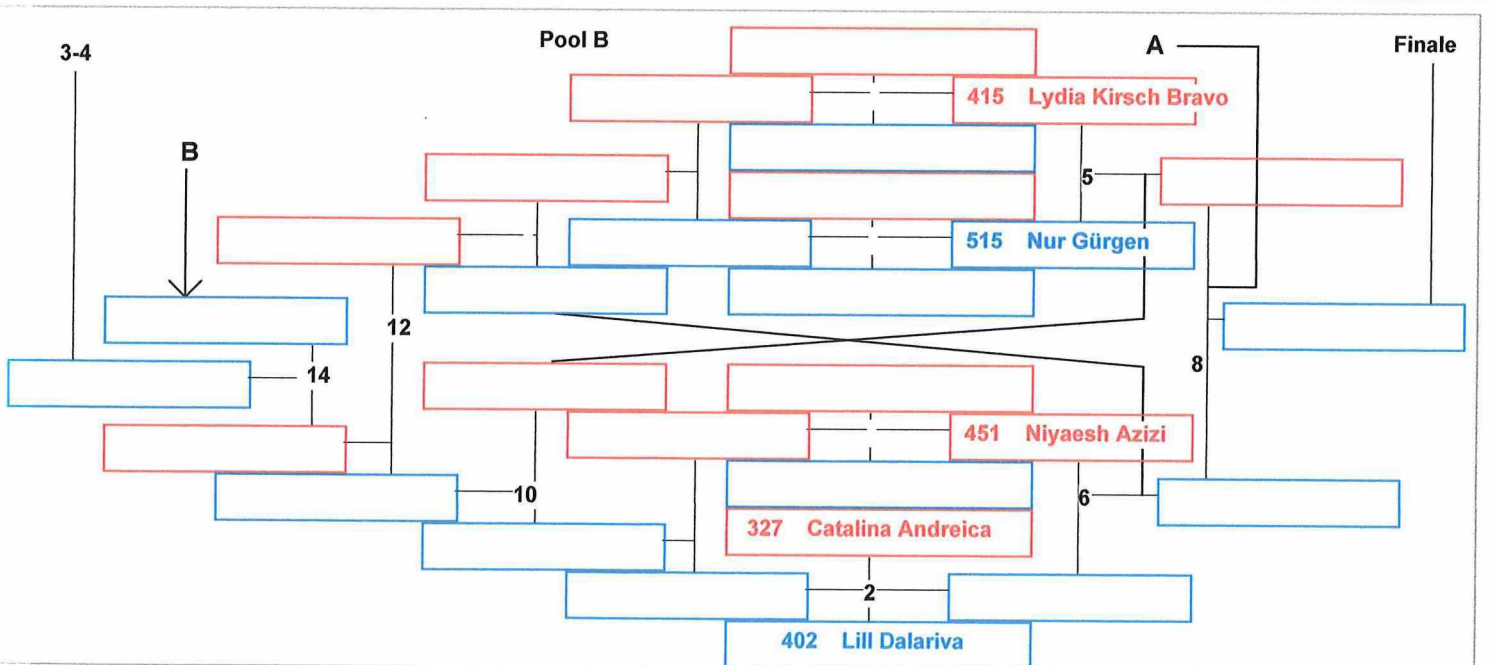 3-4
Pool B
A
Finale
415 Lydia Kirsch Bravo
B
5
515 Nur Gürgen
12
8
14
451 Niyaesh Azizi
10
6
327 Catalina Andreica
2
402 Lill Dalariva